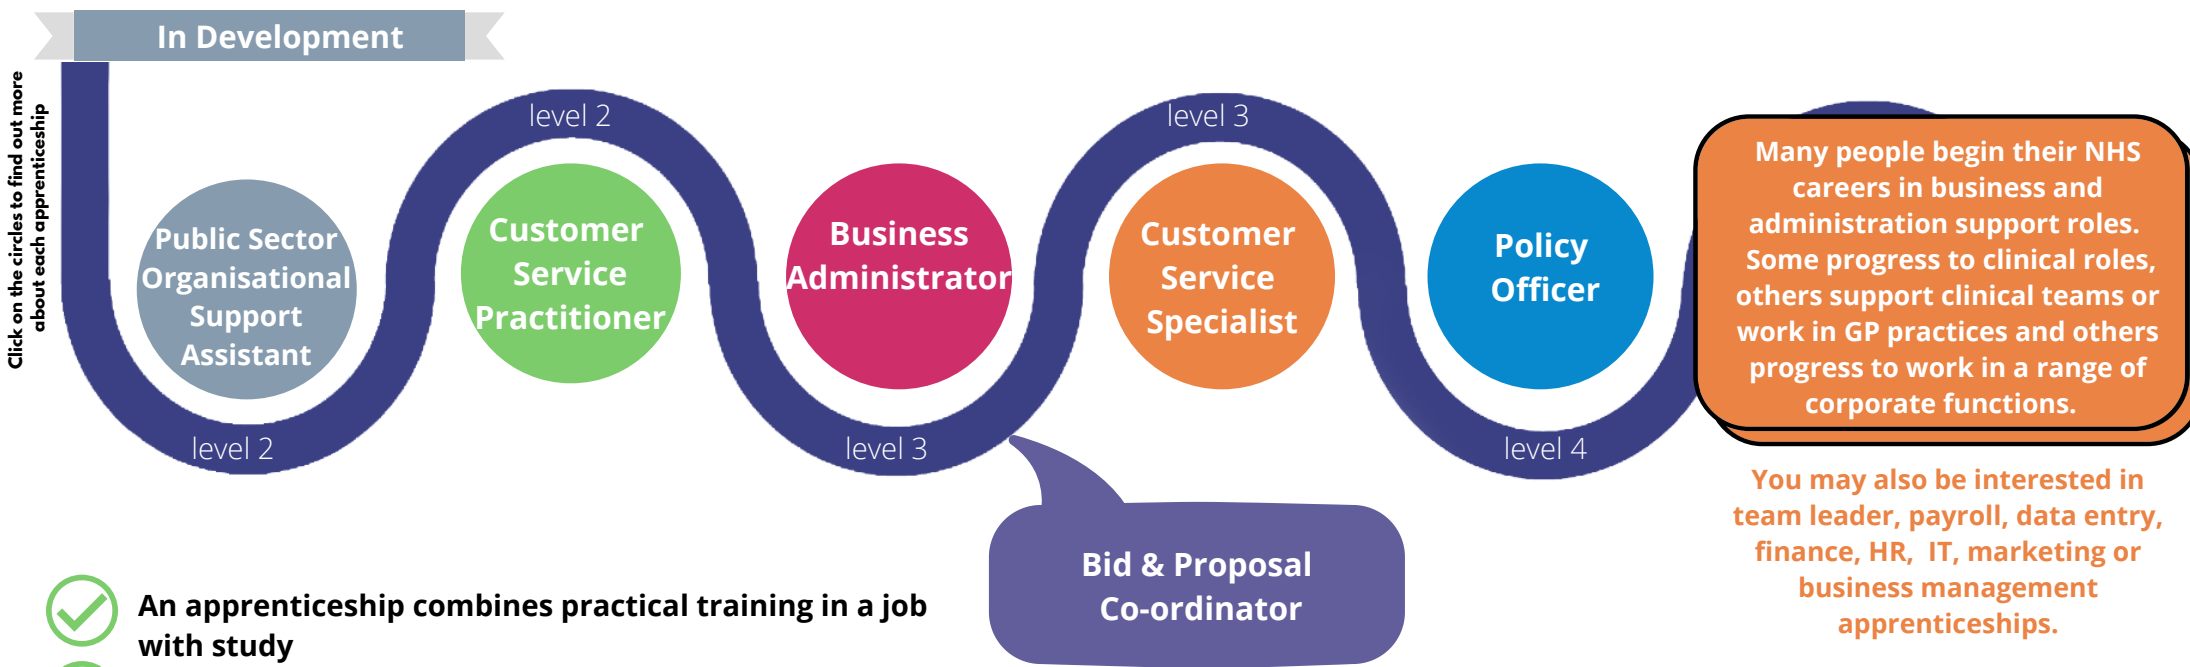 In Development
Click on the circles to find out more
about each apprenticeship
level 2
Public Sector
Organisational
Support
Assistant
level 2
Customer
Service
Practitioner
level 3
Business
Administrator
level 3
Customer
Service
Specialist
level 4
Policy
Officer
Many people begin their NHS
careers in business and
administration support roles.
Some progress to clinical roles,
others support clinical teams or
work in GP practices and others
progress to work in a range of
corporate functions.
You may also be interested in
team leader, payroll, data entry,
finance, HR, IT, marketing or
business management
apprenticeships.
Bid & Proposal
Co-ordinator
An apprenticeship combines practical training in a job
with study